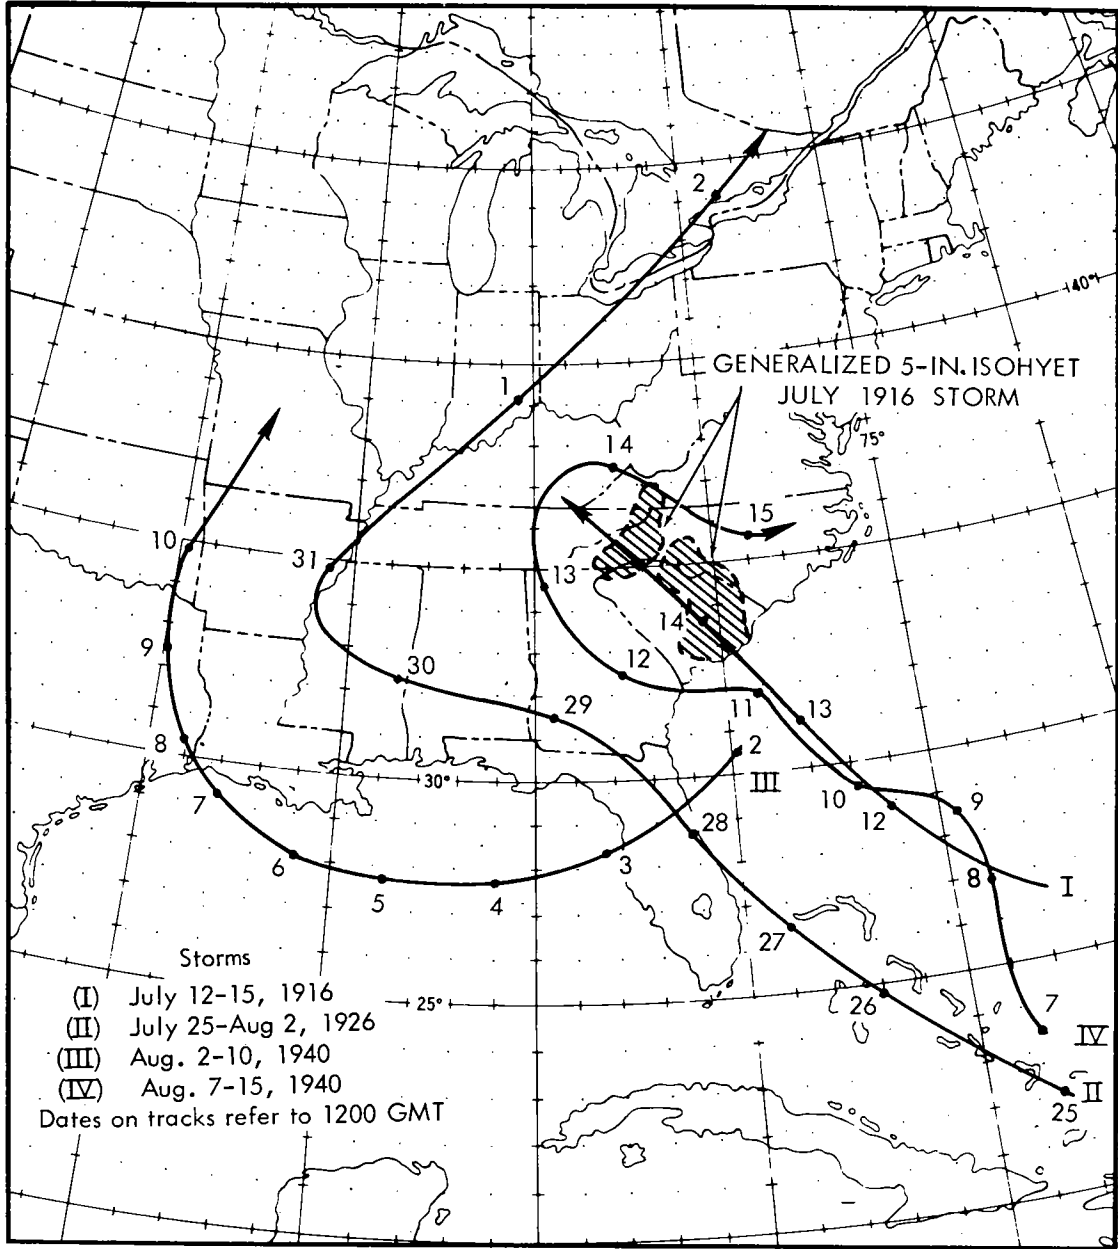 2
40°
GENERALIZED 5-IN. ISOHYET
JULY 1916 STORM
1
75°
14
15
10
31
13
14
9
30
12
29
11
13
2
III
8
30°
10
12
9
7
28
8
I
6
5
4
3
27
Storms
(I) July 12-15, 1916
25°
26
7
IV
(II) July 25-Aug 2, 1926
(III) Aug. 2-10, 1940
(IV) Aug. 7-15, 1940
II
Dates on tracks refer to 1200 GMT
25